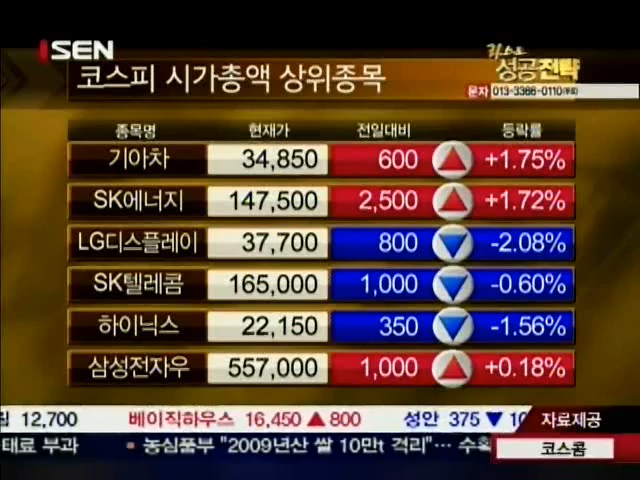 SEN
성공전략
코스피 시가총액 상위종목
문자 013-3366-0110(무료)
종목명 현재가 전일대비 등락률
기아차 34,850 600 ▲ +1.75%
SK에너지 147,500 2,500 ▲ +1.72%
LG디스플레이 37,700 800 ▼ -2.08%
SK텔레콤 165,000 1,000 ▼ -0.60%
하이닉스 22,150 350 ▼ -1.56%
삼성전자우 557,000 1,000 ▲ +0.18%
12,700 베이직하우스 16,450 ▲ 800 성안 375 ▼ 10 자료제공
태료 부과 ▪ 농심품부 "2009년산 쌀 10만t 격리"… 수확 코스콤